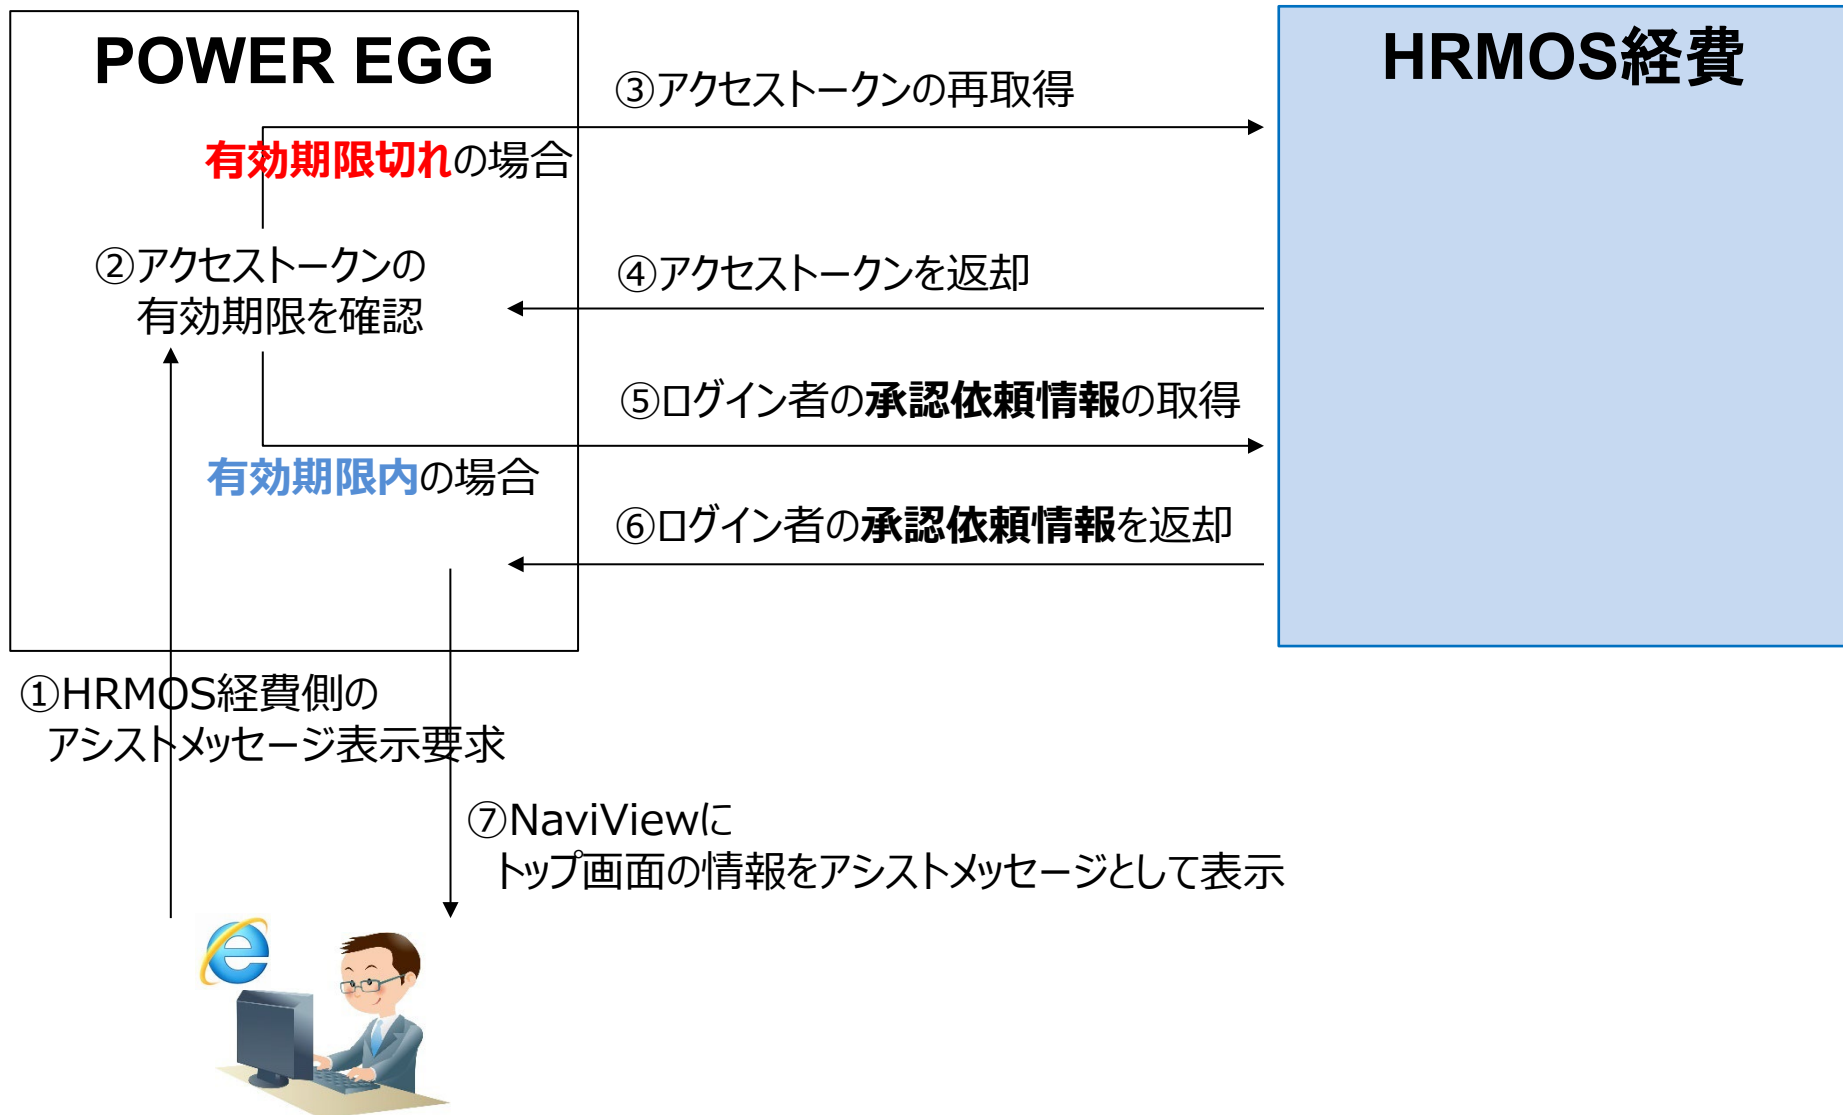 POWER EGG
HRMOS経費
③アクセストークンの再取得
有効期限切れの場合
②アクセストークンの
有効期限を確認
④アクセストークンを返却
⑤ログイン者の承認依頼情報の取得
有効期限内の場合
⑥ログイン者の承認依頼情報を返却
①HRMOS経費側の
アシストメッセージ表示要求
⑦NaviViewに
トップ画面の情報をアシストメッセージとして表示